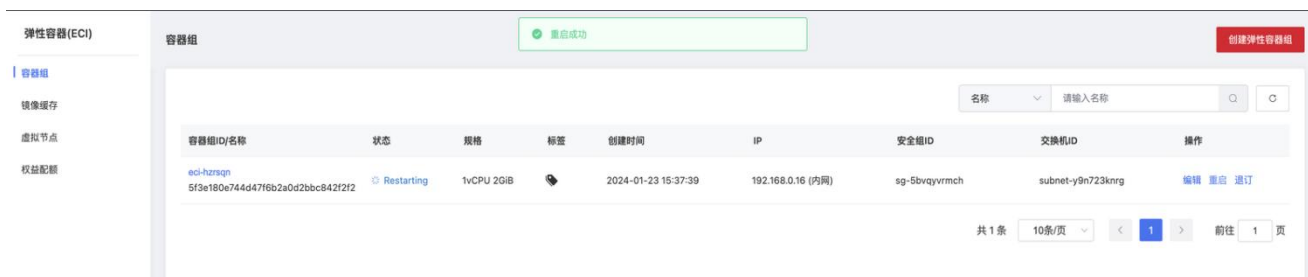 弹性容器(ECI)
容器组
重启成功
创建弹性容器组
容器组
镜像缓存
虚拟节点
权益配额
名称 请输入名称
容器组ID/名称 状态 规格 标签 创建时间 IP 安全组ID 交换机ID 操作
eci-hzrsqn
5f3e180e744d47f6b2a0d2bbc842f2f2 Restarting 1vCPU 2GiB 2024-01-23 15:37:39 192.168.0.16 (内网) sg-5bvqyvrmch subnet-y9n723knrg 编辑 重启 退订
共 1 条 10条/页 < 1 > 前往 1 页